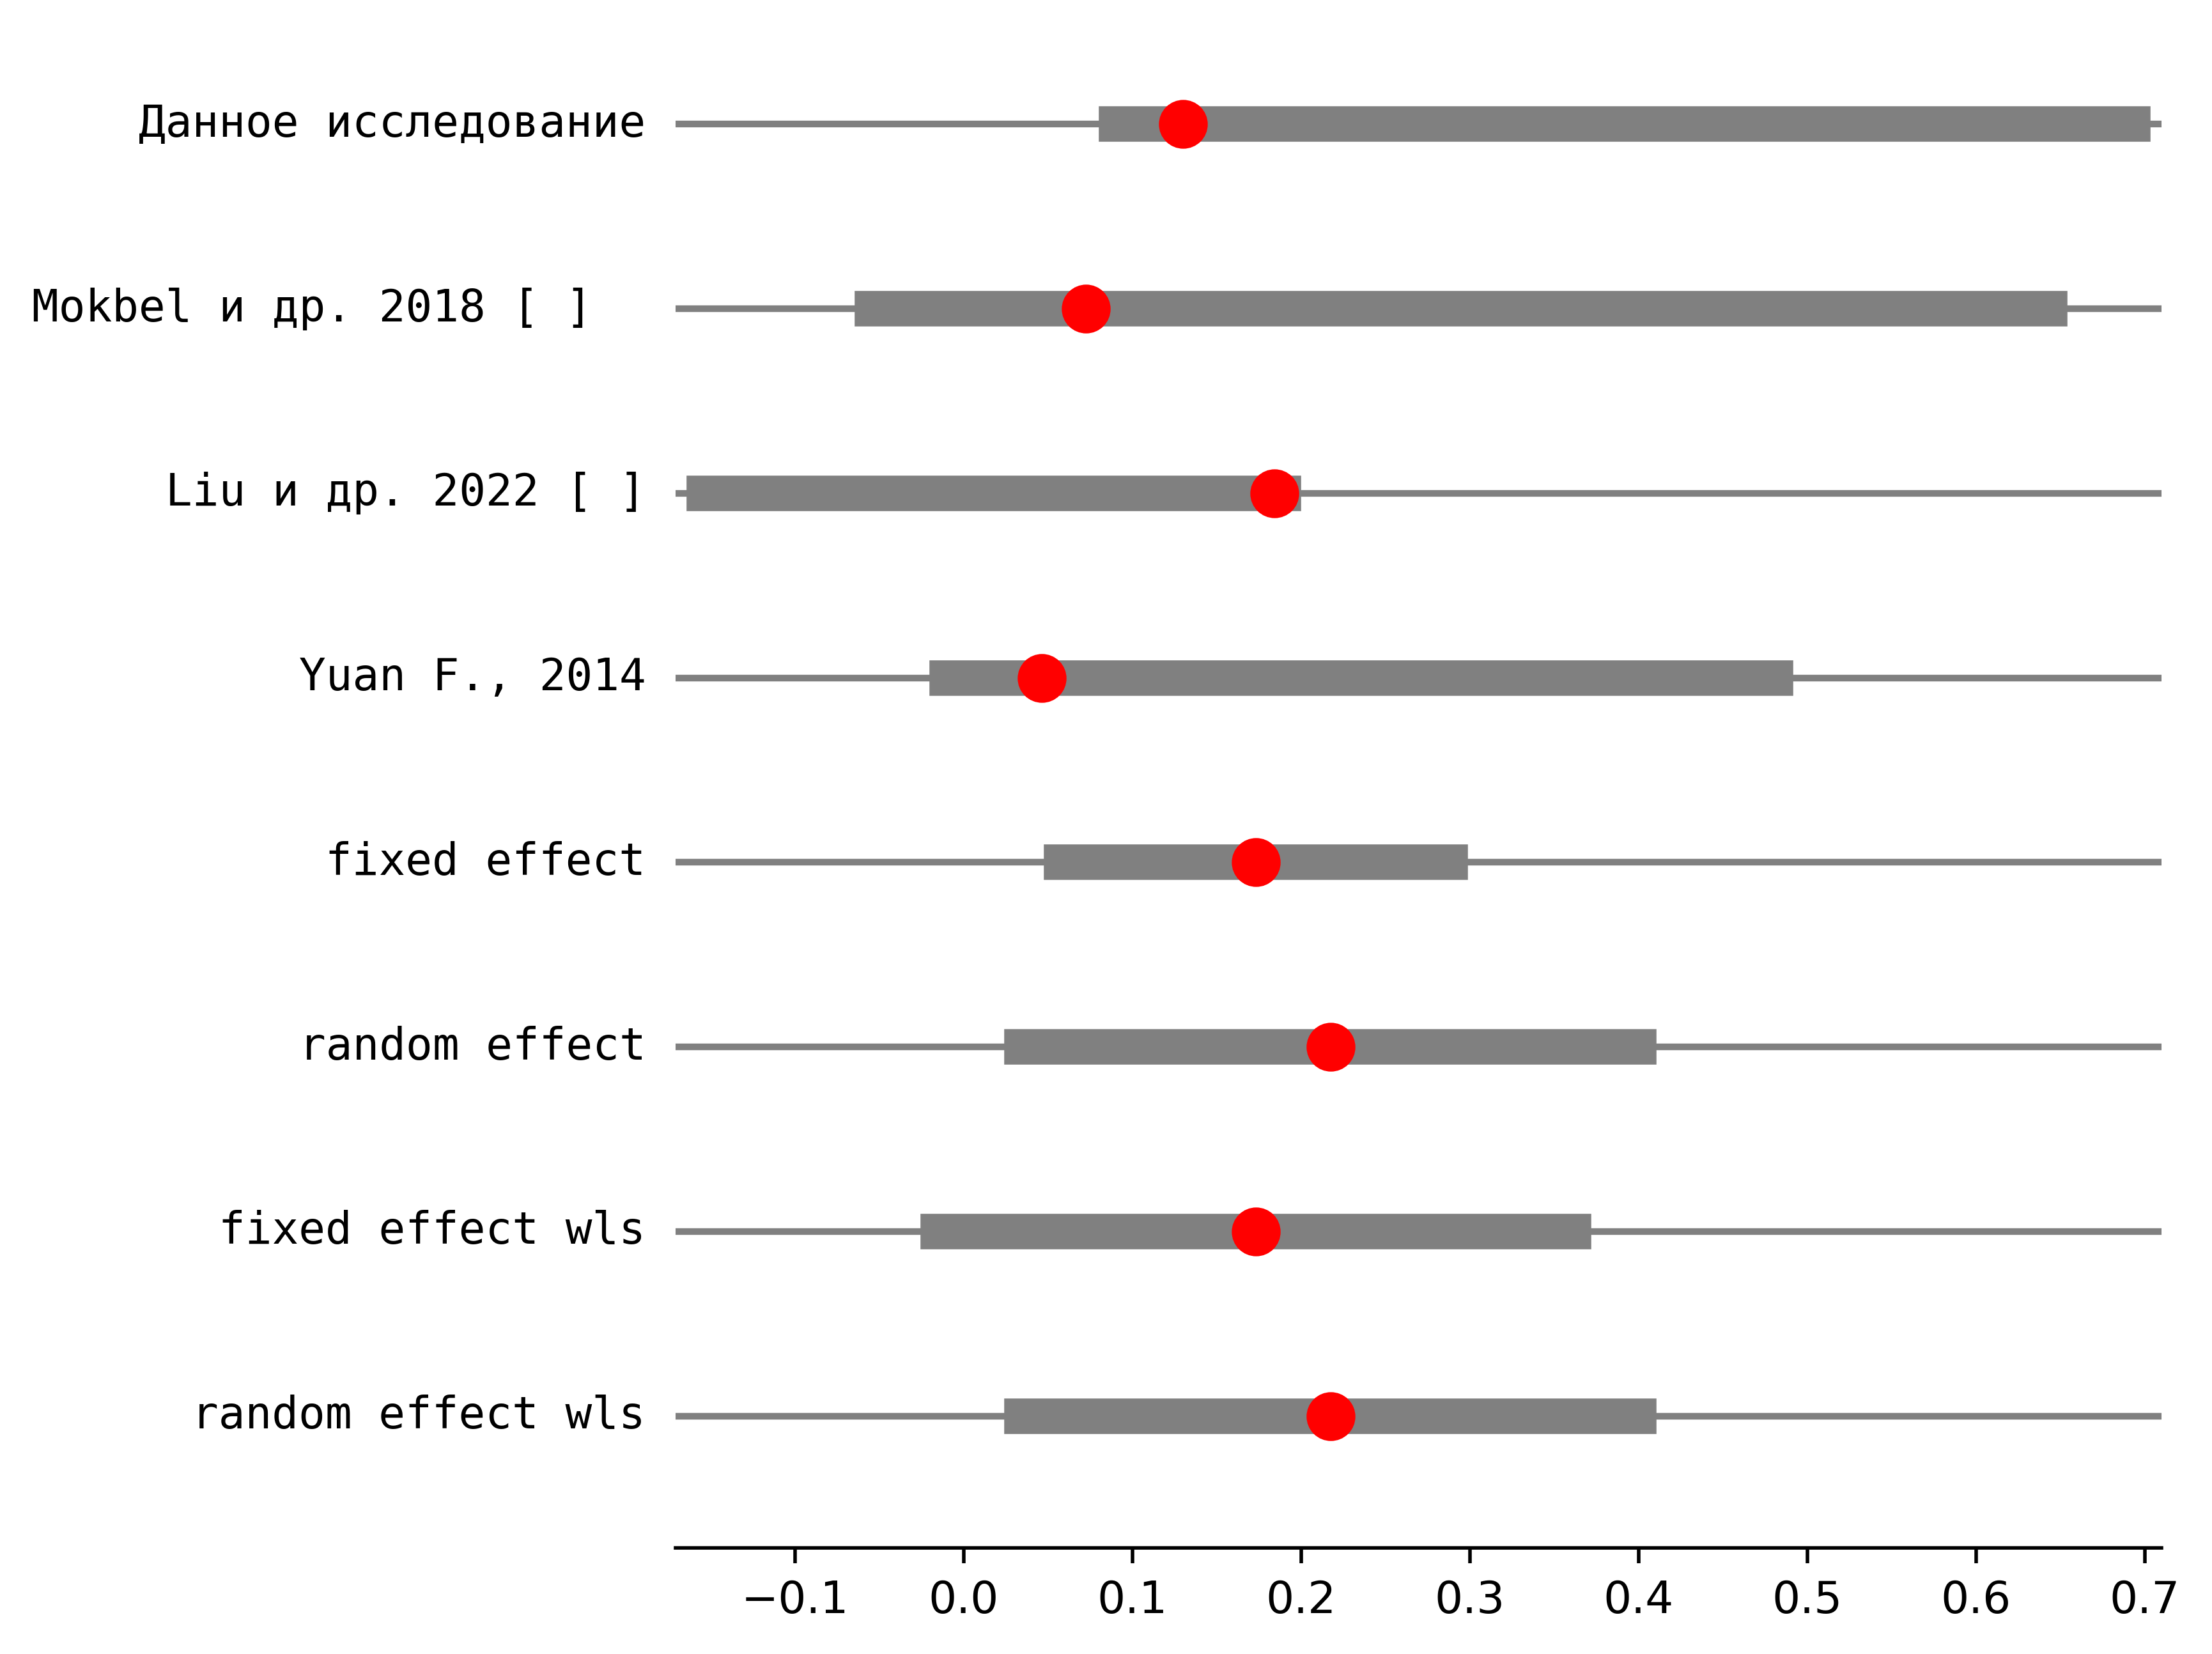 Данное исследование
Mokbel и др. 2018 [ ]
Liu и др. 2022 [ ]
Yuan F., 2014
fixed effect
random effect
fixed effect wls
random effect wls
−0.1 0.0 0.1 0.2 0.3 0.4 0.5 0.6 0.7